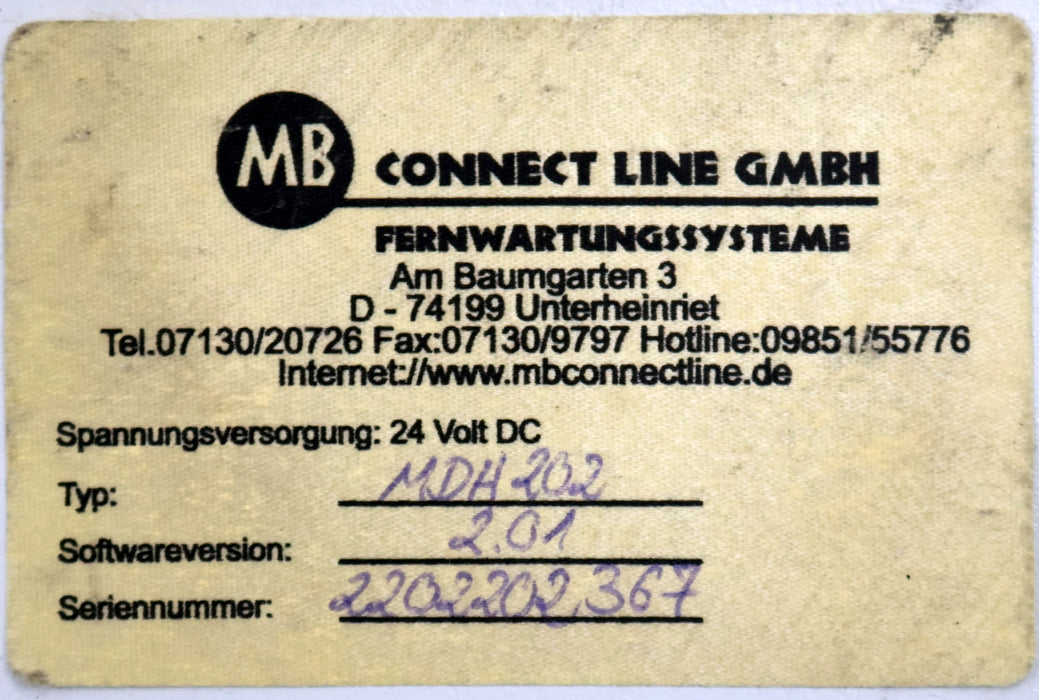 MB CONNECT LINE GMBH
FERNWARTUNGSSYSTEME
Am Baumgarten 3
D - 74199 Unterheinriet
Tel.07130/20726 Fax:07130/9797 Hotline:09851/55776
Internet://www.mbconnectline.de
Spannungsversorgung: 24 Volt DC
Typ: MDH 202
Softwareversion: 2.01
Seriennummer: 2202202.367